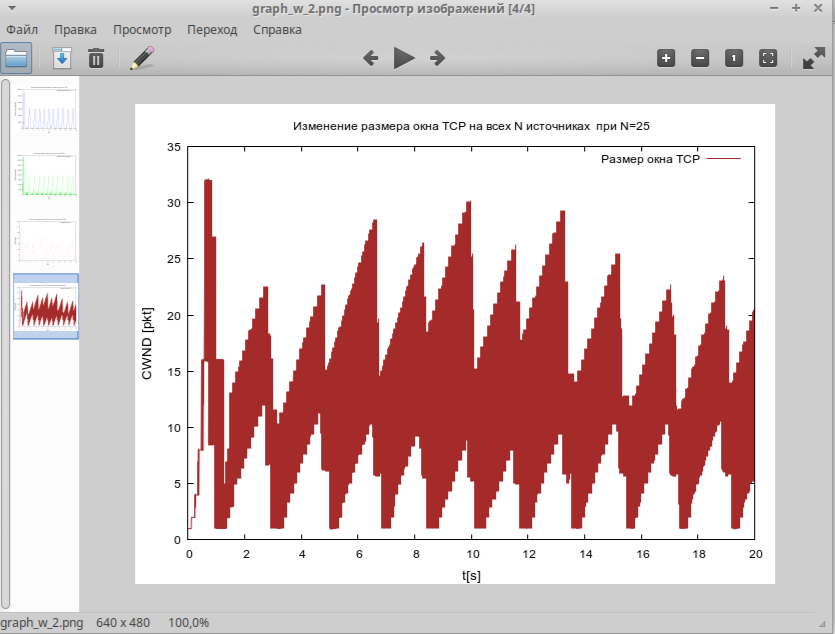 graph_w_2.png - Просмотр изображений [4/4]
Файл Правка Просмотр Переход Справка
1
Изменение размера окна TCP на всех N источниках при N=25
Размер окна TCP
35
30
25
20
15
10
5
0
CWND [pkt]
0 2 4 6 8 10 12 14 16 18 20
t[s]
graph_w_2.png 640 x 480 100,0%